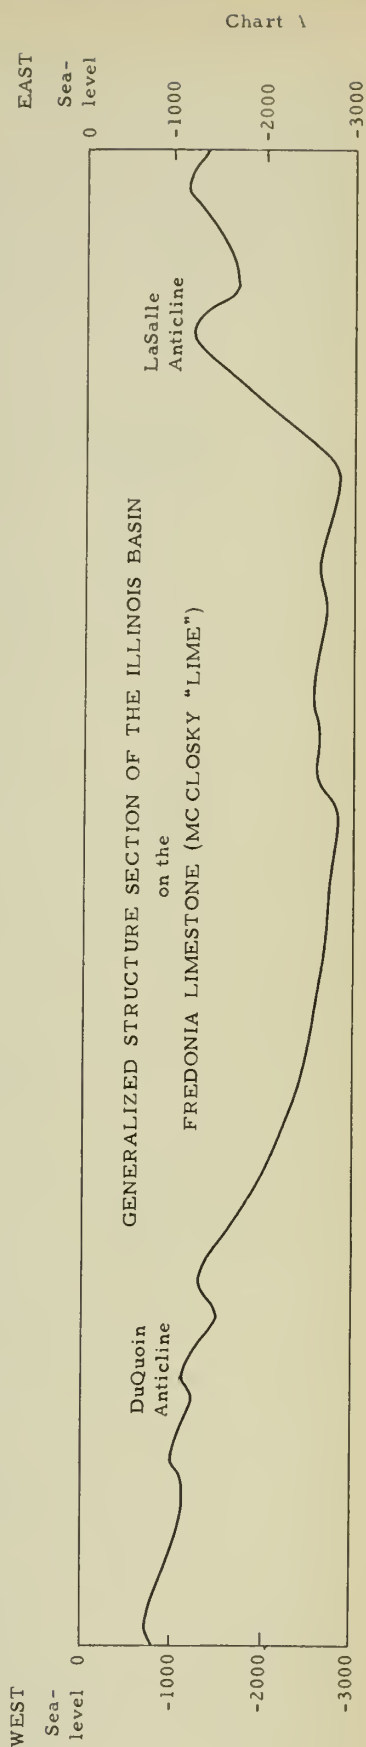 Chart 1
WEST
Sea-
level
0
-1000
-2000
-3000
DuQuoin
Anticline
GENERALIZED STRUCTURE SECTION OF THE ILLINOIS BASIN
on the
FREDONIA LIMESTONE (MC CLOSKY "LIME")
LaSalle
Anticline
EAST
Sea-
level
0
-1000
-2000
-3000